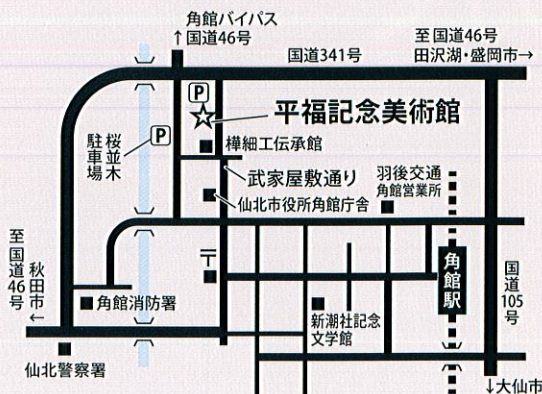 角館バイパス
↑国道46号
国道341号
至国道46号
田沢湖・盛岡市→
P
平福記念美術館
P
桜並木
駐車場
樺細工伝承館
武家屋敷通り
仙北市役所角館庁舎
羽後交通
角館営業所
至国道46号
秋田市←
〒
角館駅
国道105号
角館消防署
新潮社記念
文学館
仙北警察署
↓大仙市